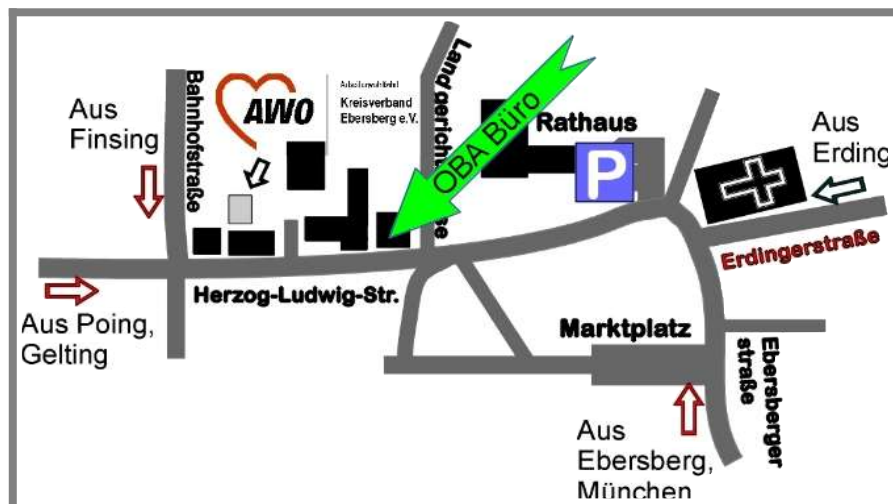 Aus
Finsing
Bahnhofstraße
AWO
Arbeiterwohlfahrt
Kreisverband
Ebersberg e.V.
OBA Büro
Rathaus
P
Aus
Erding
Erdingerstraße
Herzog-Ludwig-Str.
Aus Poing,
Gelting
Marktplatz
Ebersberger
straße
Aus
Ebersberg,
München